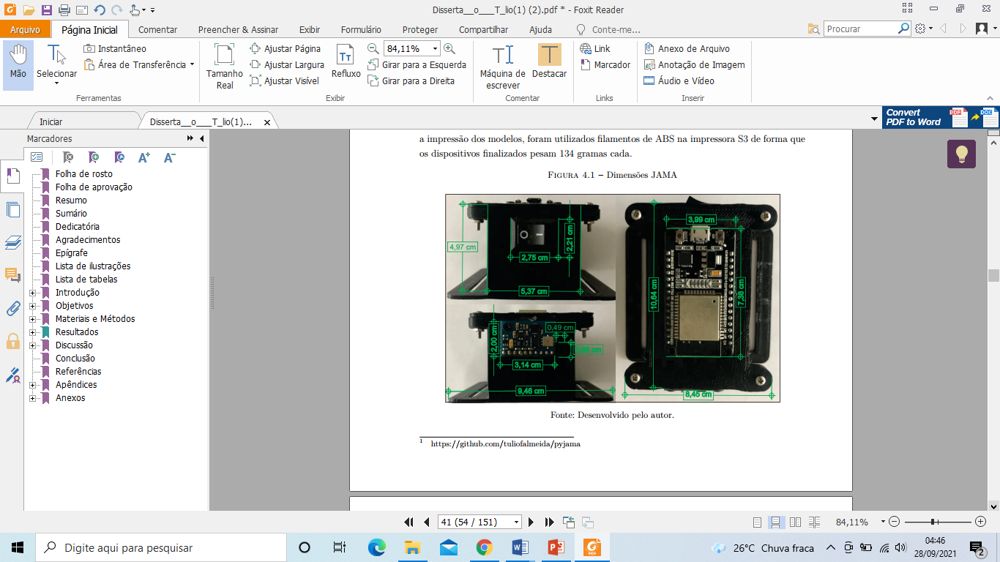 Disserta__o___T_lio(1) (2).pdf * - Foxit Reader
Arquivo
Página Inicial
Comentar
Preencher & Assinar
Exibir
Formulário
Proteger
Compartilhar
Ajuda
Conte-me...
Procurar
Mão
Selecionar
Instantâneo
Área de Transferência
Ferramentas
Tamanho Real
Ajustar Página
Ajustar Largura
Ajustar Visível
Refluxo
84,11%
Girar para a Esquerda
Girar para a Direita
Exibir
Máquina de escrever
Destacar
Comentar
Link
Marcador
Links
Anexo de Arquivo
Anotação de Imagem
Áudio e Vídeo
Inserir
Iniciar
Disserta__o___T_lio(1)...
Convert
PDF to Word
PDF
DOC
Marcadores
Folha de rosto
Folha de aprovação
Resumo
Sumário
Dedicatória
Agradecimentos
Epígrafe
Lista de ilustrações
Lista de tabelas
Introdução
Objetivos
Materiais e Métodos
Resultados
Discussão
Conclusão
Referências
Apêndices
Anexos
a impressão dos modelos, foram utilizados filamentos de ABS na impressora S3 de forma que
os dispositivos finalizados pesam 134 gramas cada.
Figura 4.1 – Dimensões JAMA
4,97 cm
2,21 cm
2,75 cm
5,37 cm
3,99 cm
10,64 cm
7,38 cm
8,45 cm
2,00 cm
0,49 cm
3,14 cm
9,46 cm
Fonte: Desenvolvido pelo autor.
1 https://github.com/tuliofalmeida/pyjama
41 (54 / 151)
84,11%
Digite aqui para pesquisar
26°C Chuva fraca
04:46
28/09/2021
2